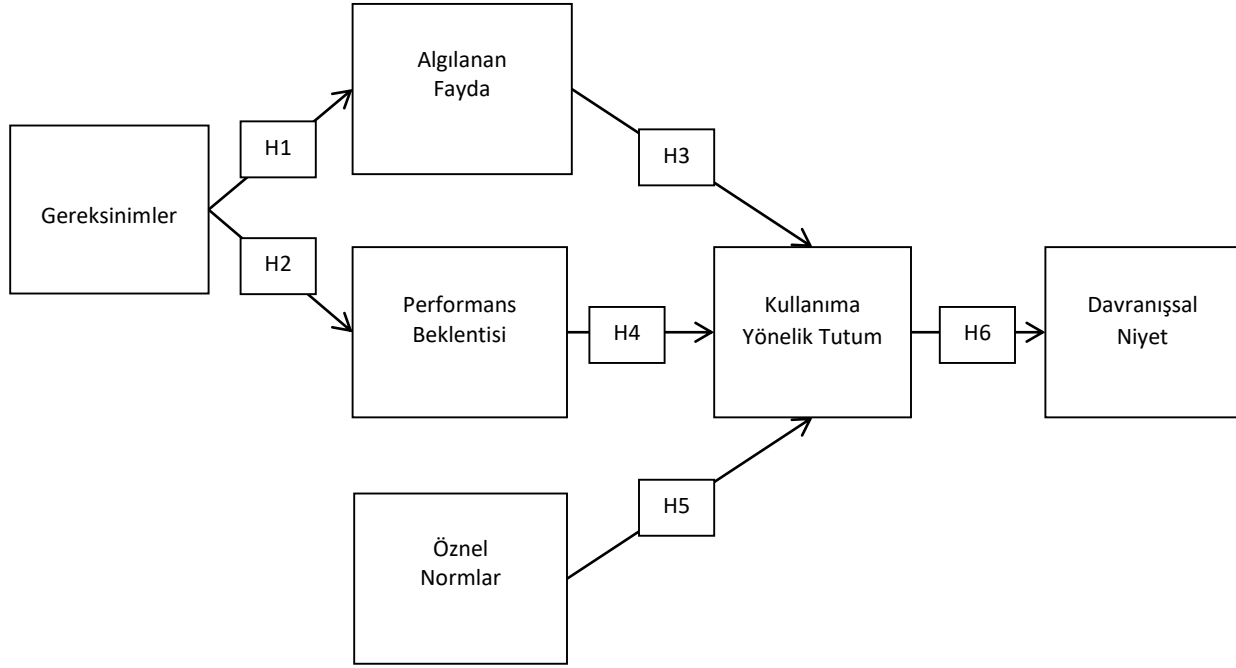 Algılanan
Fayda
H1
H3
Gereksinimler
H2
Performans
Beklentisi
H4
Kullanıma
Yönelik Tutum
H6
Davranışsal
Niyet
H5
Öznel
Normlar